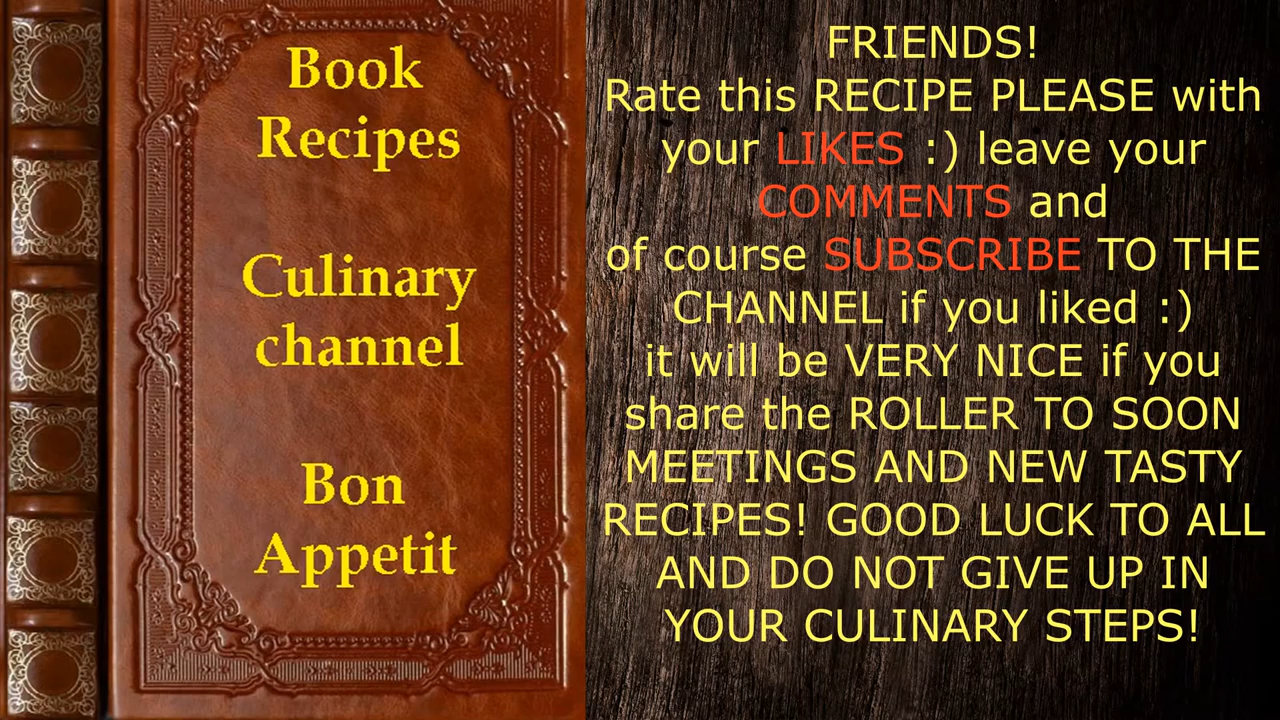 Book
Recipes
Culinary
channel
Bon
Appetit
FRIENDS!
Rate this RECIPE PLEASE with
your LIKES :) leave your
COMMENTS and
of course SUBSCRIBE TO THE
CHANNEL if you liked :)
it will be VERY NICE if you
share the ROLLER TO SOON
MEETINGS AND NEW TASTY
RECIPES! GOOD LUCK TO ALL
AND DO NOT GIVE UP IN
YOUR CULINARY STEPS!